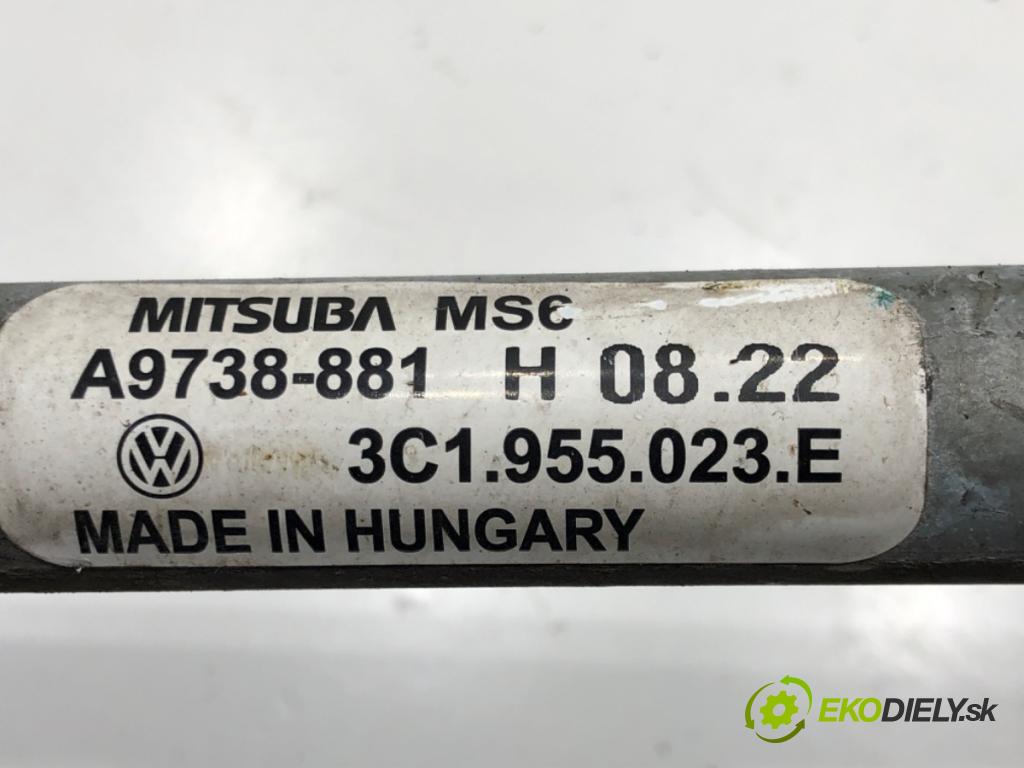 MITSUBA MSC
A9738-881 H 08.22
3C1.955.023.E
MADE IN HUNGARY
EKODIELY.sk